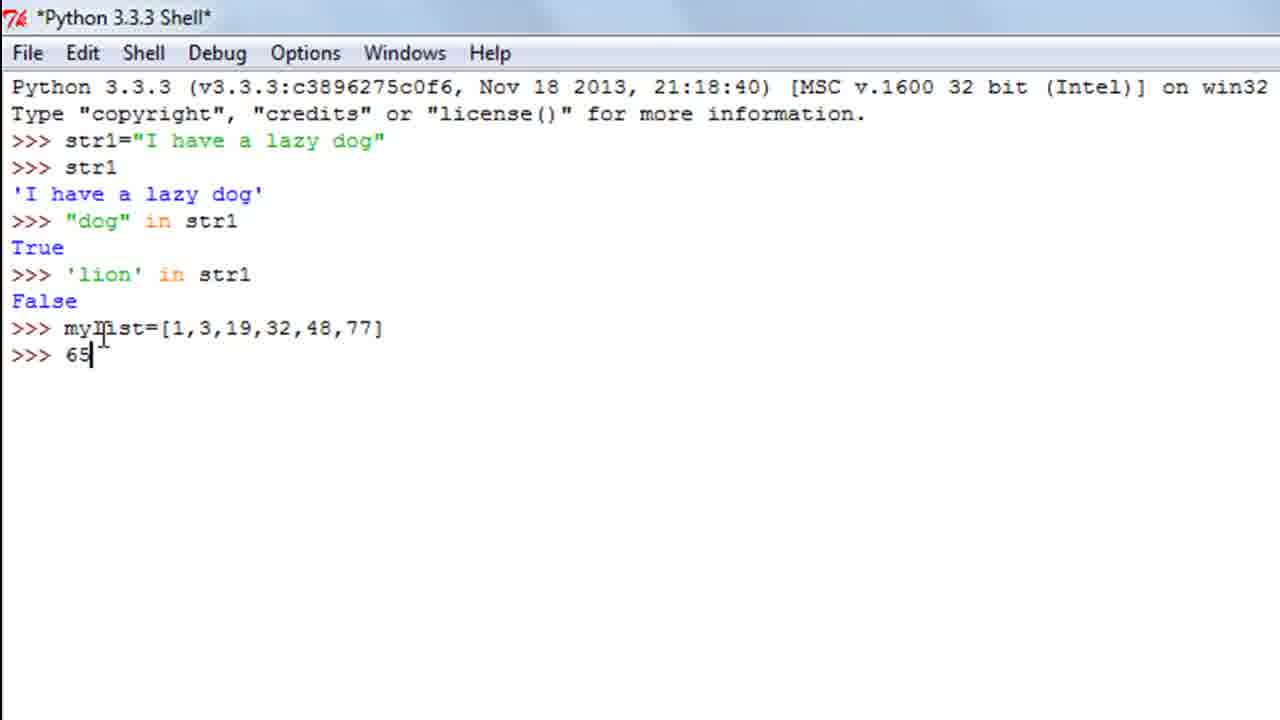 *Python 3.3.3 Shell*
File Edit Shell Debug Options Windows Help
Python 3.3.3 (v3.3.3:c3896275c0f6, Nov 18 2013, 21:18:40) [MSC v.1600 32 bit (Intel)] on win32
Type "copyright", "credits" or "license()" for more information.
>>> str1="I have a lazy dog"
>>> str1
'I have a lazy dog'
>>> "dog" in str1
True
>>> 'lion' in str1
False
>>> mylist=[1,3,19,32,48,77]
>>> 65